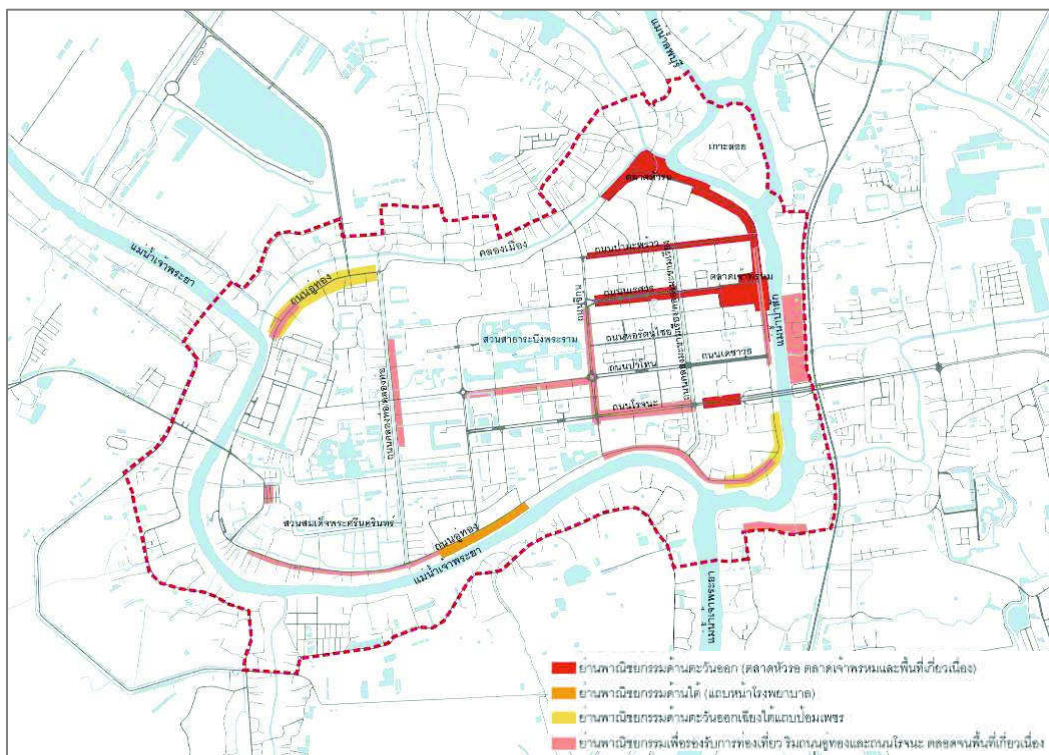 แม่น้ำลพบุรี
เกาะลอย
ตลาดหัวรอ
แม่น้ำเจ้าพระยา
คลองเมือง
ถนนป่ามะพร้าว
ถนนอู่ทอง
ตลาดเจ้าพรหม
ถนนนเรศวร
แม่น้ำป่าสัก
สวนสาธารณะบึงพระราม
ถนนหอรัตนไชย
ถนนเดชาวุธ
ถนนป่าโทน
ถนนคลองท่อ
ถนนโรจนะ
สวนสมเด็จพระศรีนครินทร์
ถนนอู่ทอง
แม่น้ำเจ้าพระยา
แม่น้ำเจ้าพระยา
ย่านพาณิชยกรรมด้านตะวันออก (ตลาดหัวรอ ตลาดเจ้าพรหมและพื้นที่เกี่ยวเนื่อง)
ย่านพาณิชยกรรมด้านใต้ (แถบหน้าโรงพยาบาล)
ย่านพาณิชยกรรมด้านตะวันออกเฉียงใต้แถบป้อมเพชร
ย่านพาณิชยกรรมเพื่อรองรับการท่องเที่ยว ริมถนนอู่ทองและถนนโรจนะ ตลอดจนพื้นที่เกี่ยวเนื่อง